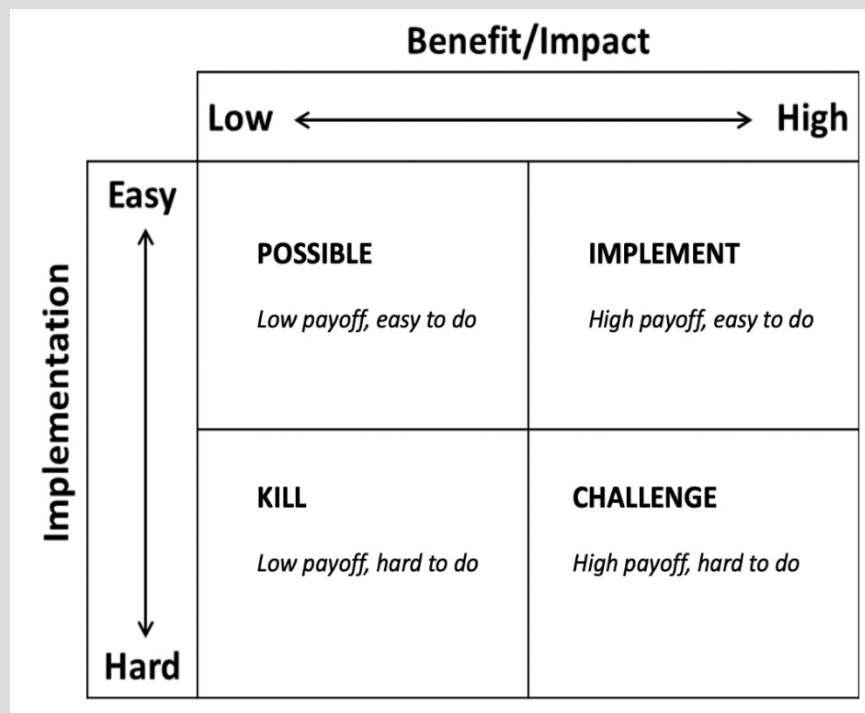 Benefit/Impact
Low High
Easy
POSSIBLE IMPLEMENT
Low payoff, easy to do High payoff, easy to do
Implementation
KILL CHALLENGE
Low payoff, hard to do High payoff, hard to do
Hard